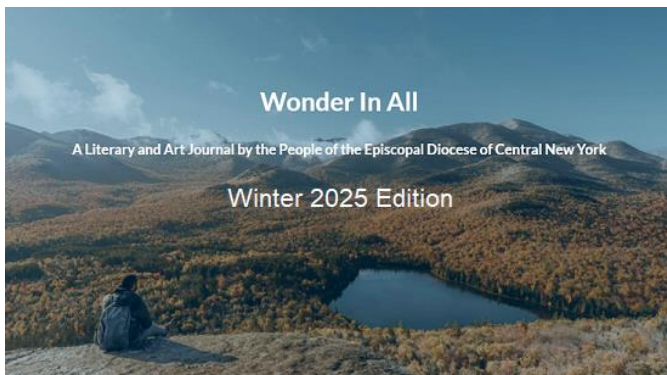 Wonder In All
A Literary and Art Journal by the People of the Episcopal Diocese of Central New York
Winter 2025 Edition